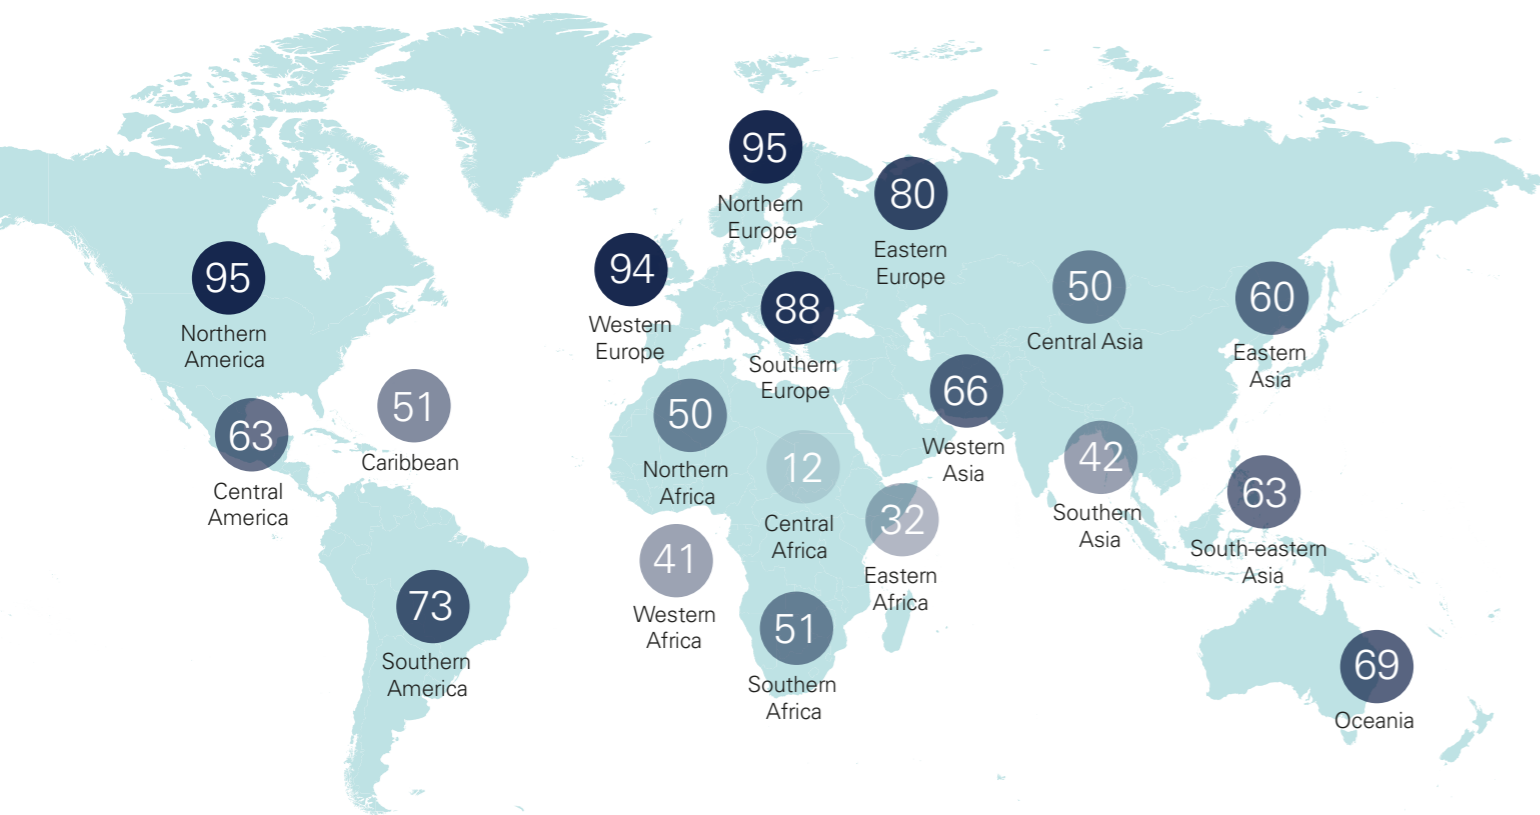 95
Northern
Europe
80
Eastern
Europe
95
Northern
America
94
Western
Europe
88
Southern
Europe
50
Central Asia
60
Eastern
Asia
51
Caribbean
63
Central
America
50
Northern
Africa
12
Central
Africa
66
Western
Asia
42
Southern
Asia
63
South-eastern
Asia
32
Eastern
Africa
41
Western
Africa
73
Southern
America
51
Southern
Africa
69
Oceania